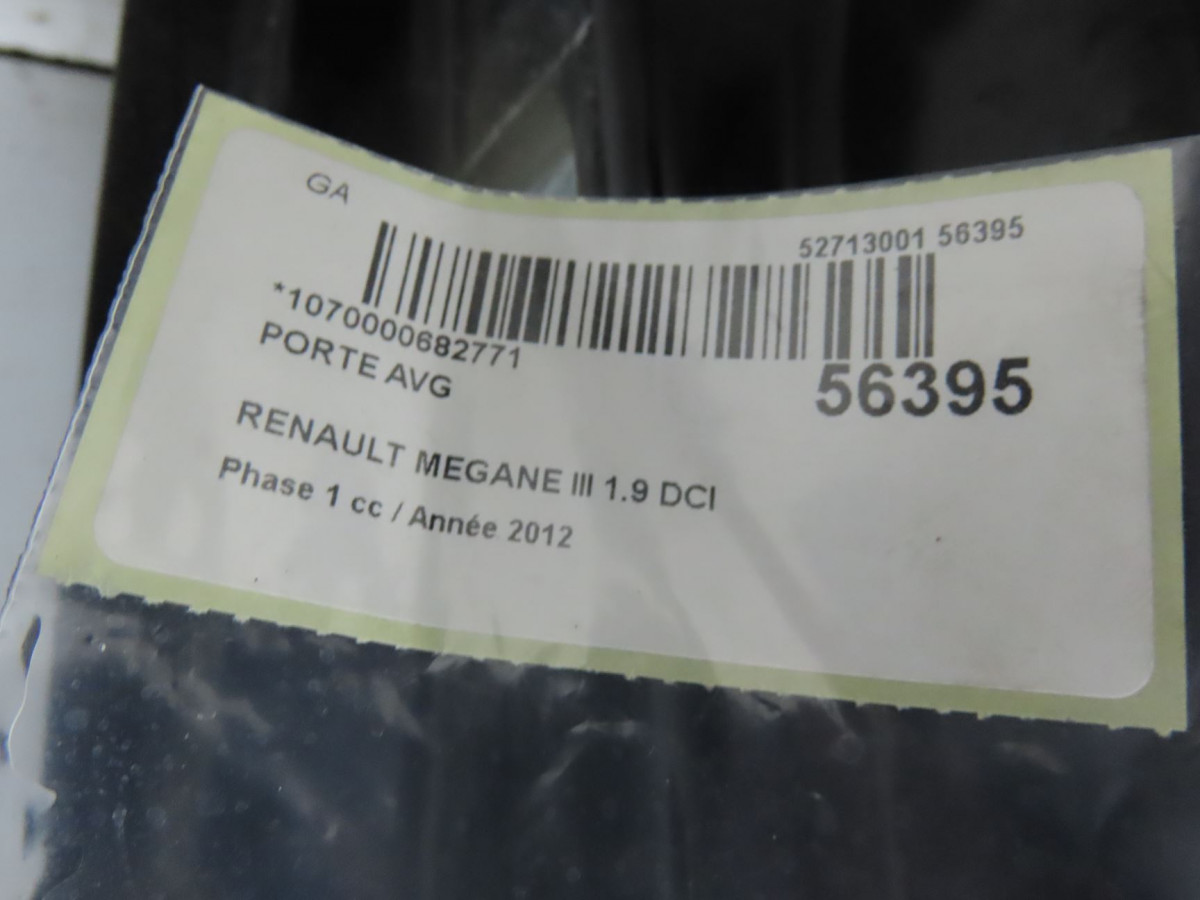 GA
52713001 56395
*1070000682771
56395
PORTE AVG
RENAULT MEGANE III 1.9 DCI
Phase 1 cc / Année 2012